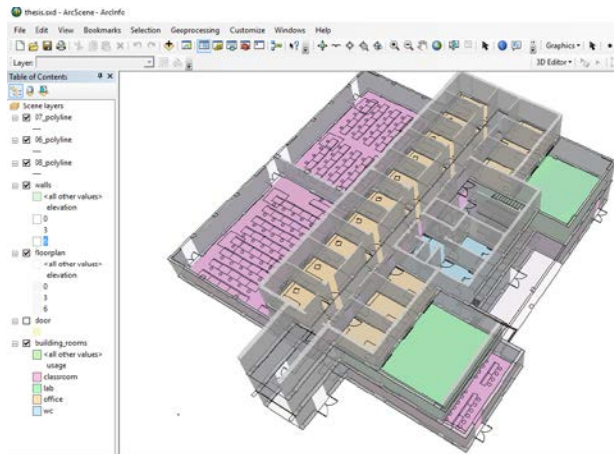 thesis.sxd - ArcScene - ArcInfo
File Edit View Bookmarks Selection Geoprocessing Customize Windows Help
Graphics
Layer:
3D Editor
Table of Contents
Scene layers
07_polyline
06_polyline
08_polyline
walls
<all other values>
elevation
0
3
6
floorplan
<all other values>
elevation
0
3
6
door
building_rooms
<all other values>
usage
classroom
lab
office
wc